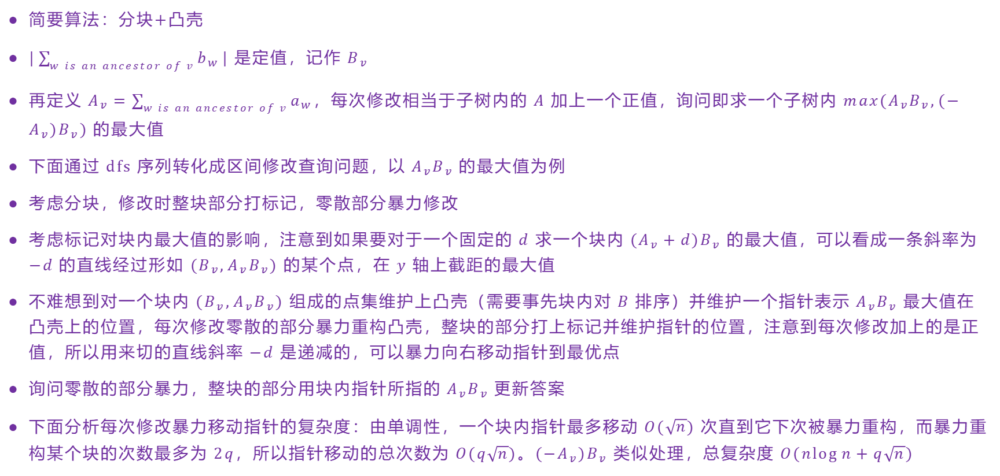 ● 简要算法：分块+凸壳
● |∑_{w is an ancestor of v} b_w| 是定值，记作 B_v
● 再定义 A_v = ∑_{w is an ancestor of v} a_w，每次修改相当于子树内的 A 加上一个正值，询问即求一个子树内 max(A_vB_v,(−
A_v)B_v) 的最大值
● 下面通过 dfs 序列转化成区间修改查询问题，以 A_vB_v 的最大值为例
● 考虑分块，修改时整块部分打标记，零散部分暴力修改
● 考虑标记对块内最大值的影响，注意到如果要对于一个固定的 d 求一个块内 (A_v + d)B_v 的最大值，可以看成一条斜率为
−d 的直线经过形如 (B_v, A_vB_v) 的某个点，在 y 轴上截距的最大值
● 不难想到对一个块内 (B_v, A_vB_v) 组成的点集维护上凸壳（需要事先块内对 B 排序）并维护一个指针表示 A_vB_v 最大值在
凸壳上的位置，每次修改零散的部分暴力重构凸壳，整块的部分打上标记并维护指针的位置，注意到每次修改加上的是正
值，所以用来切的直线斜率 −d 是递减的，可以暴力向右移动指针到最优点
● 询问零散的部分暴力，整块的部分用块内指针所指的 A_vB_v 更新答案
● 下面分析每次修改暴力移动指针的复杂度：由单调性，一个块内指针最多移动 O(√n) 次直到它下次被暴力重构，而暴力重
构某个块的次数最多为 2q，所以指针移动的总次数为 O(q√n)。(−A_v)B_v 类似处理，总复杂度 O(nlog n + q√n)